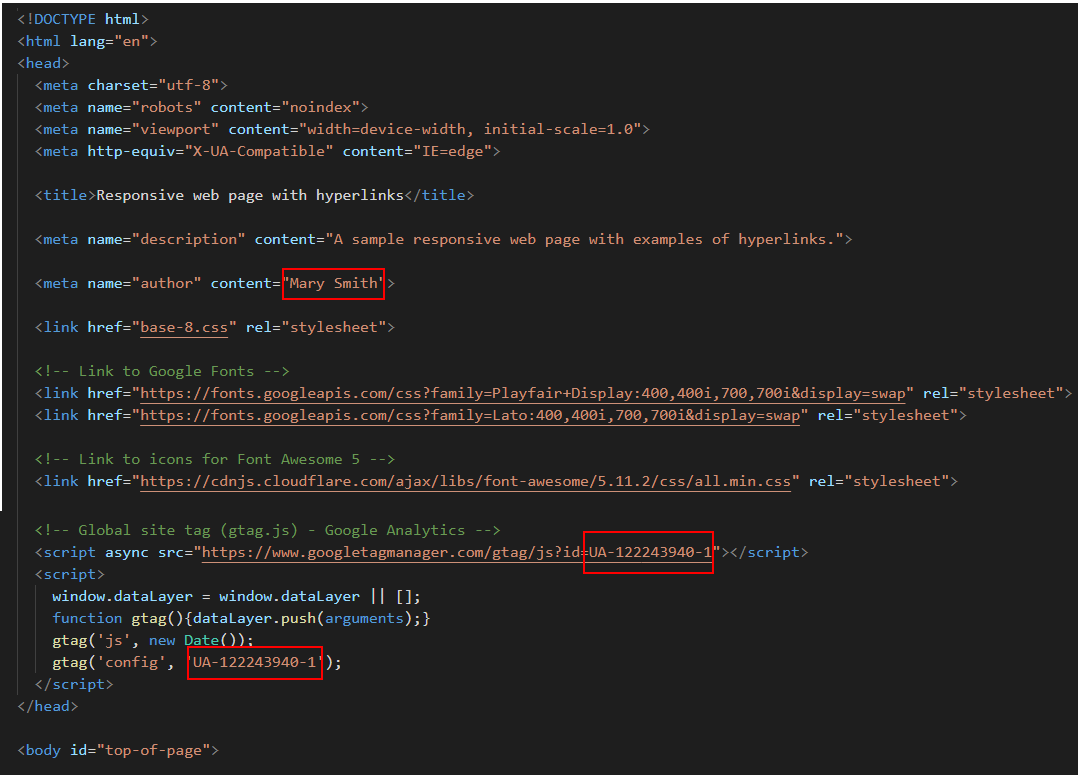 <!DOCTYPE html>
<html lang="en">
<head>
<meta charset="utf-8">
<meta name="robots" content="noindex">
<meta name="viewport" content="width=device-width, initial-scale=1.0">
<meta http-equiv="X-UA-Compatible" content="IE=edge">
<title>Responsive web page with hyperlinks</title>
<meta name="description" content="A sample responsive web page with examples of hyperlinks.">
<meta name="author" content="Mary Smith">
<link href="base-8.css" rel="stylesheet">
<!-- Link to Google Fonts -->
<link href="https://fonts.googleapis.com/css?family=Playfair+Display:400,400i,700,700i&display=swap" rel="stylesheet">
<link href="https://fonts.googleapis.com/css?family=Lato:400,400i,700,700i&display=swap" rel="stylesheet">
<!-- Link to icons for Font Awesome 5 -->
<link href="https://cdnjs.cloudflare.com/ajax/libs/font-awesome/5.11.2/css/all.min.css" rel="stylesheet">
<!-- Global site tag (gtag.js) - Google Analytics -->
<script async src="https://www.googletagmanager.com/gtag/js?id=UA-122243940-1"></script>
<script>
window.dataLayer = window.dataLayer || [];
function gtag(){dataLayer.push(arguments);}
gtag('js', new Date());
gtag('config', 'UA-122243940-1');
</script>
</head>
<body id="top-of-page">